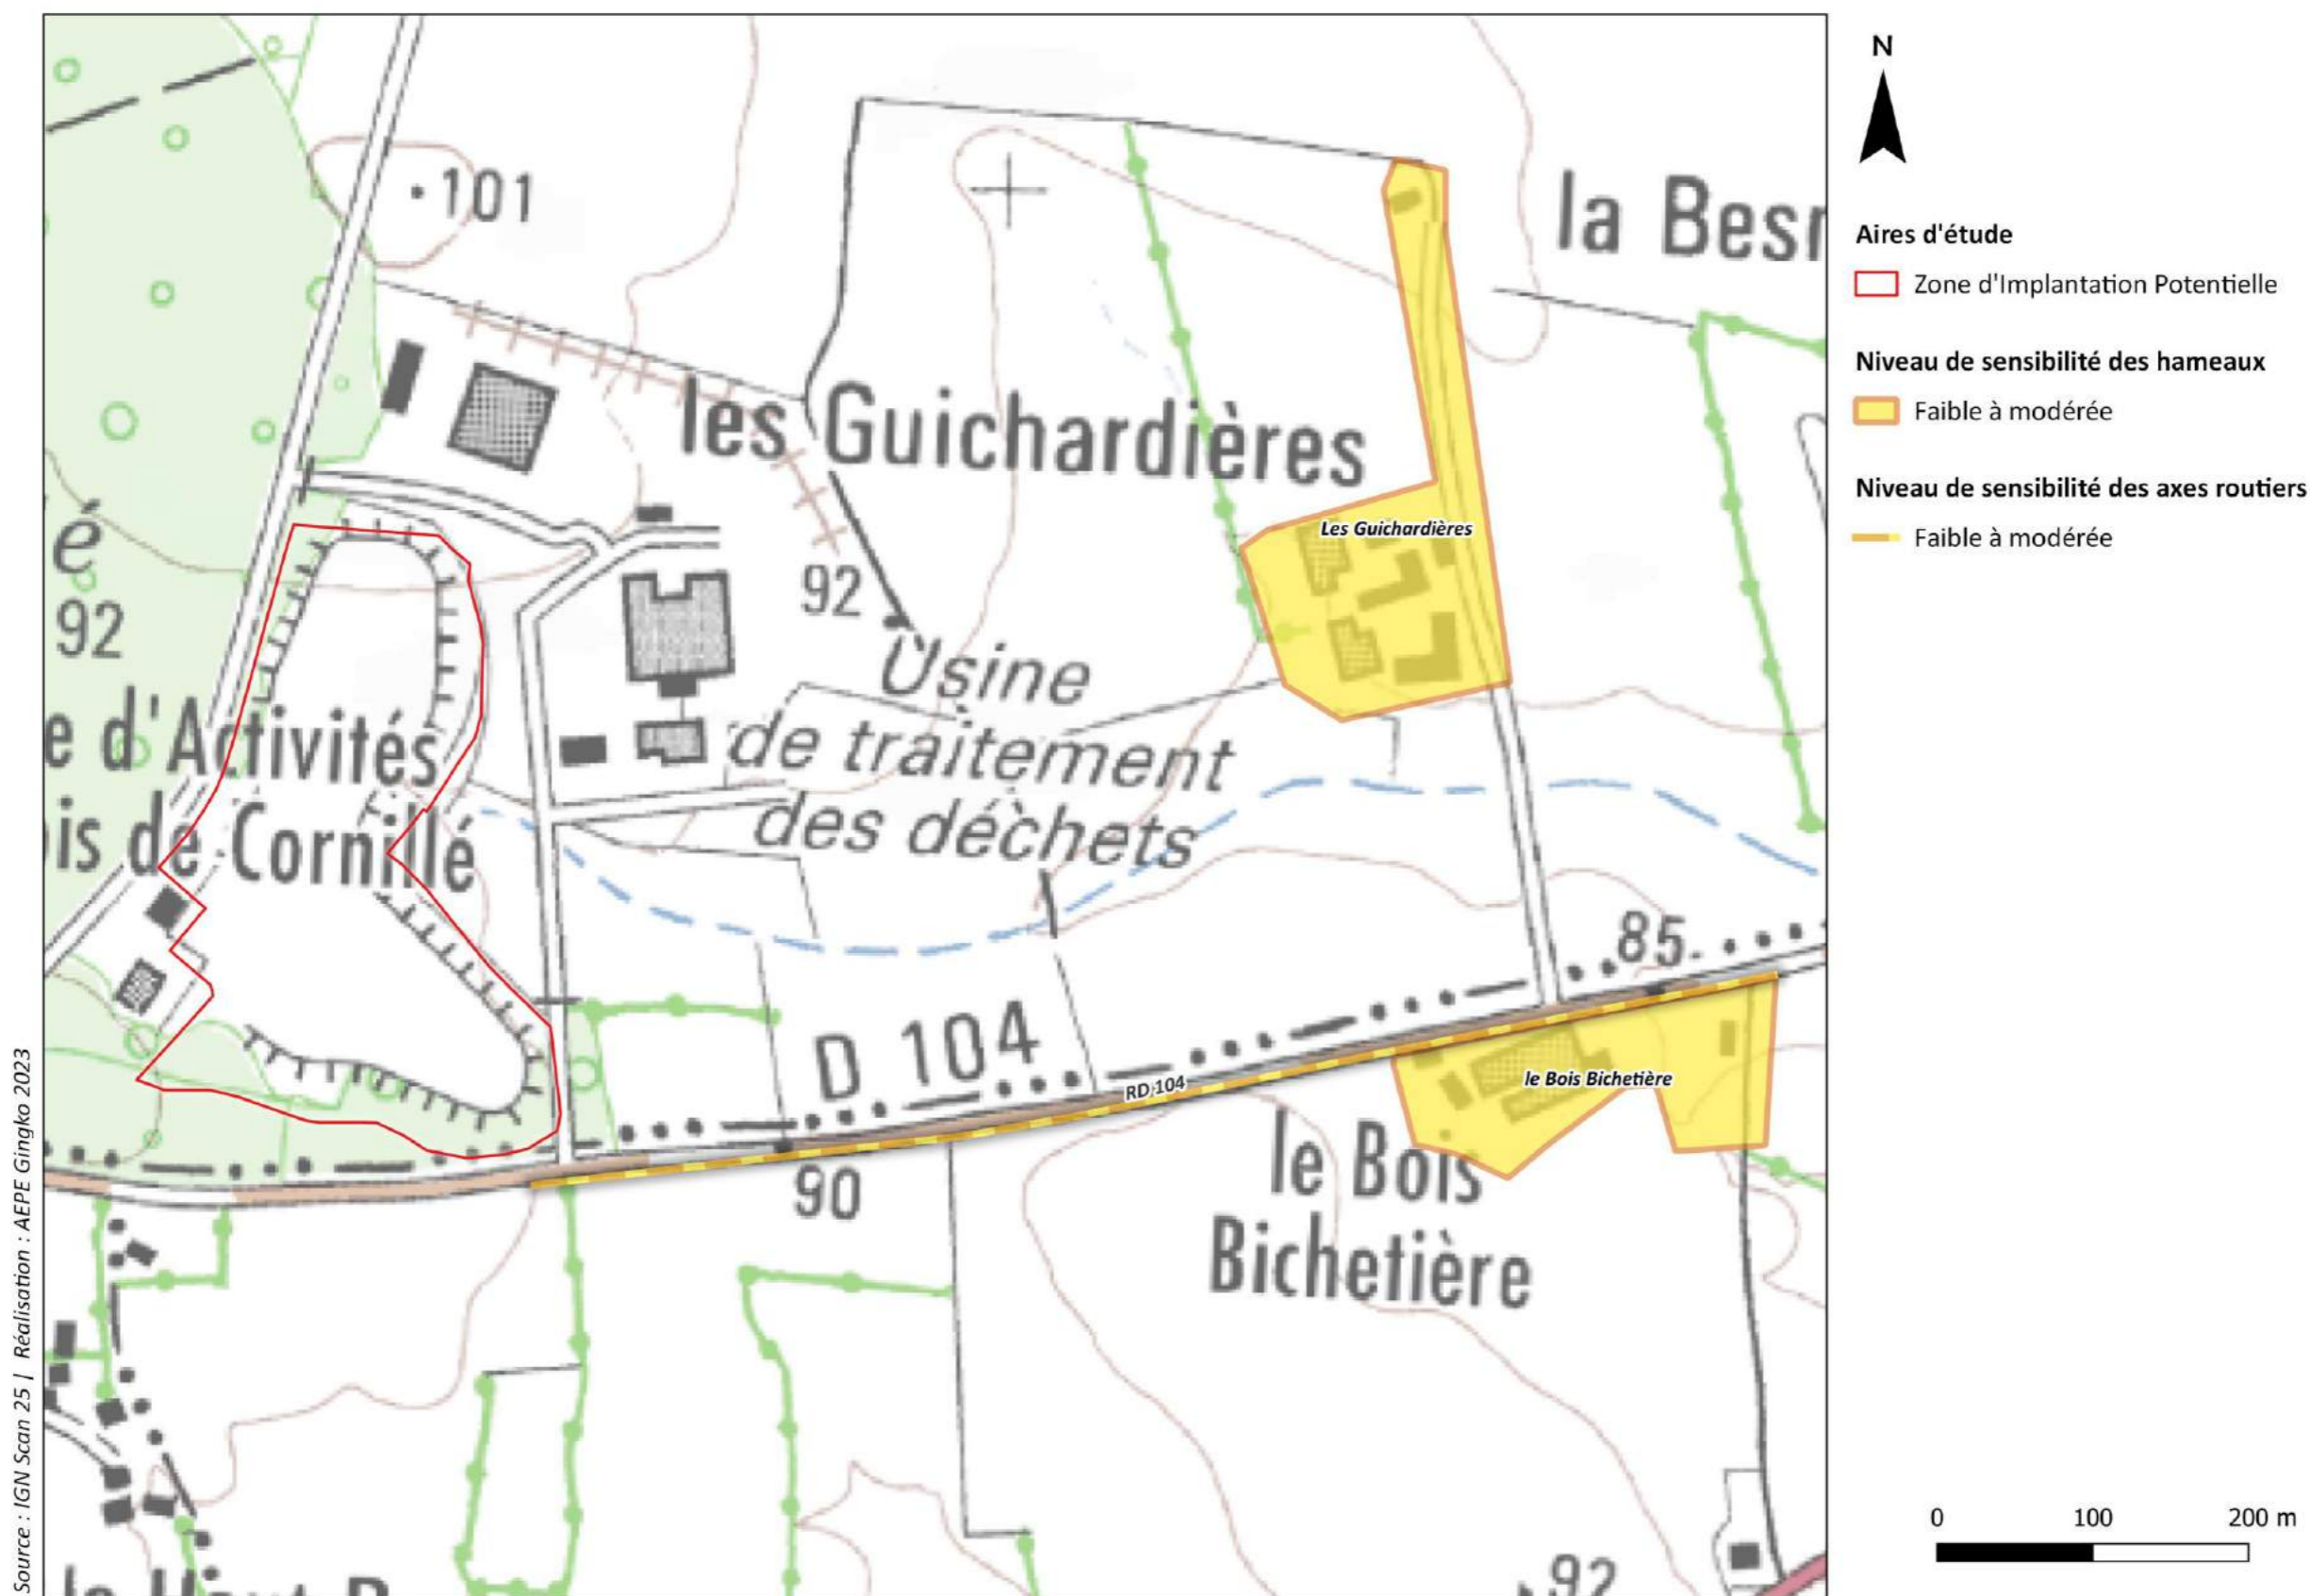 101
la Besr
les Guichardières
Les Guichardières
é
92
92
Usine
de traitement
des déchets
e d'Activités
is de Cornillé
85
D 104
RD 104
le Bois Bichetière
90
le Bois
Bichetière
92
N
Aires d'étude
Zone d'Implantation Potentielle
Niveau de sensibilité des hameaux
Faible à modérée
Niveau de sensibilité des axes routiers
Faible à modérée
0 100 200 m
Source : IGN Scan 25 | Réalisation : AEPE Gingko 2023